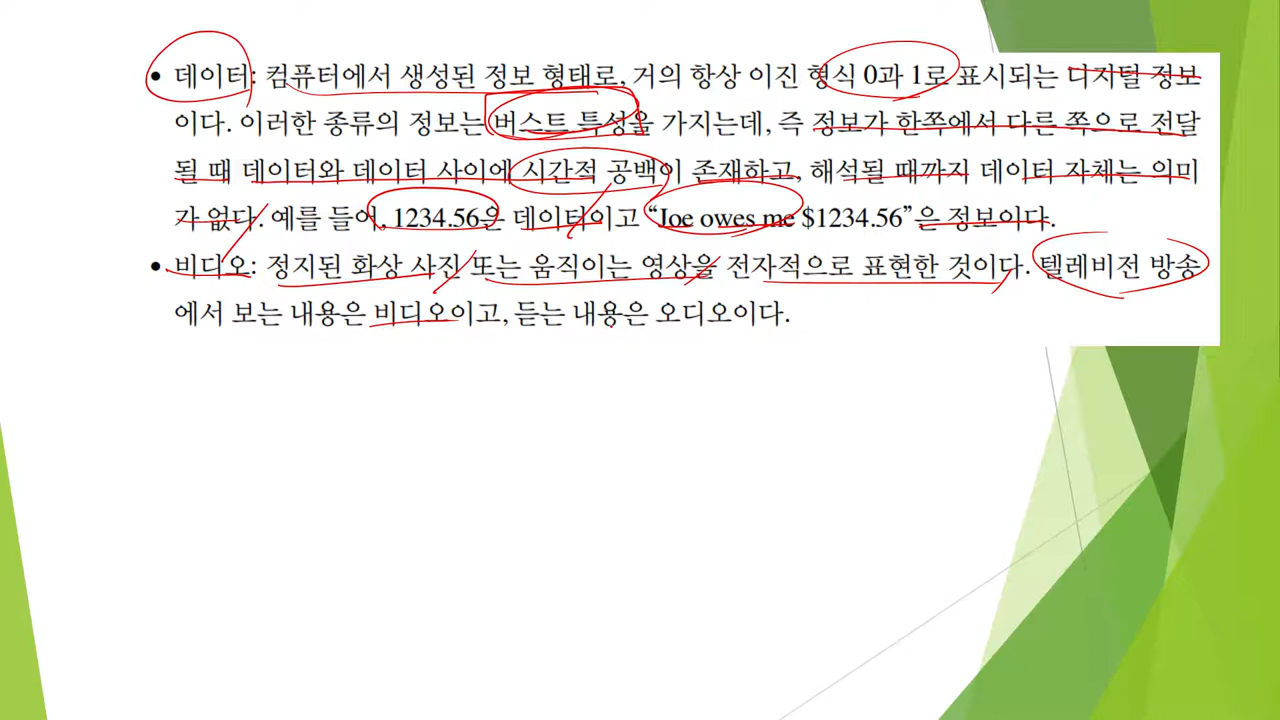 • 데이터: 컴퓨터에서 생성된 정보 형태로, 거의 항상 이진 형식 0과 1로 표시되는 디지털 정보
이다. 이러한 종류의 정보는 버스트 특성을 가지는데, 즉 정보가 한쪽에서 다른 쪽으로 전달
될 때 데이터와 데이터 사이에 시간적 공백이 존재하고, 해석될 때까지 데이터 자체는 의미
가 없다. 예를 들어, 1234.56은 데이터이고 “Joe owes me $1234.56”은 정보이다.
• 비디오: 정지된 화상 사진 또는 움직이는 영상을 전자적으로 표현한 것이다. 텔레비전 방송
에서 보는 내용은 비디오이고, 듣는 내용은 오디오이다.